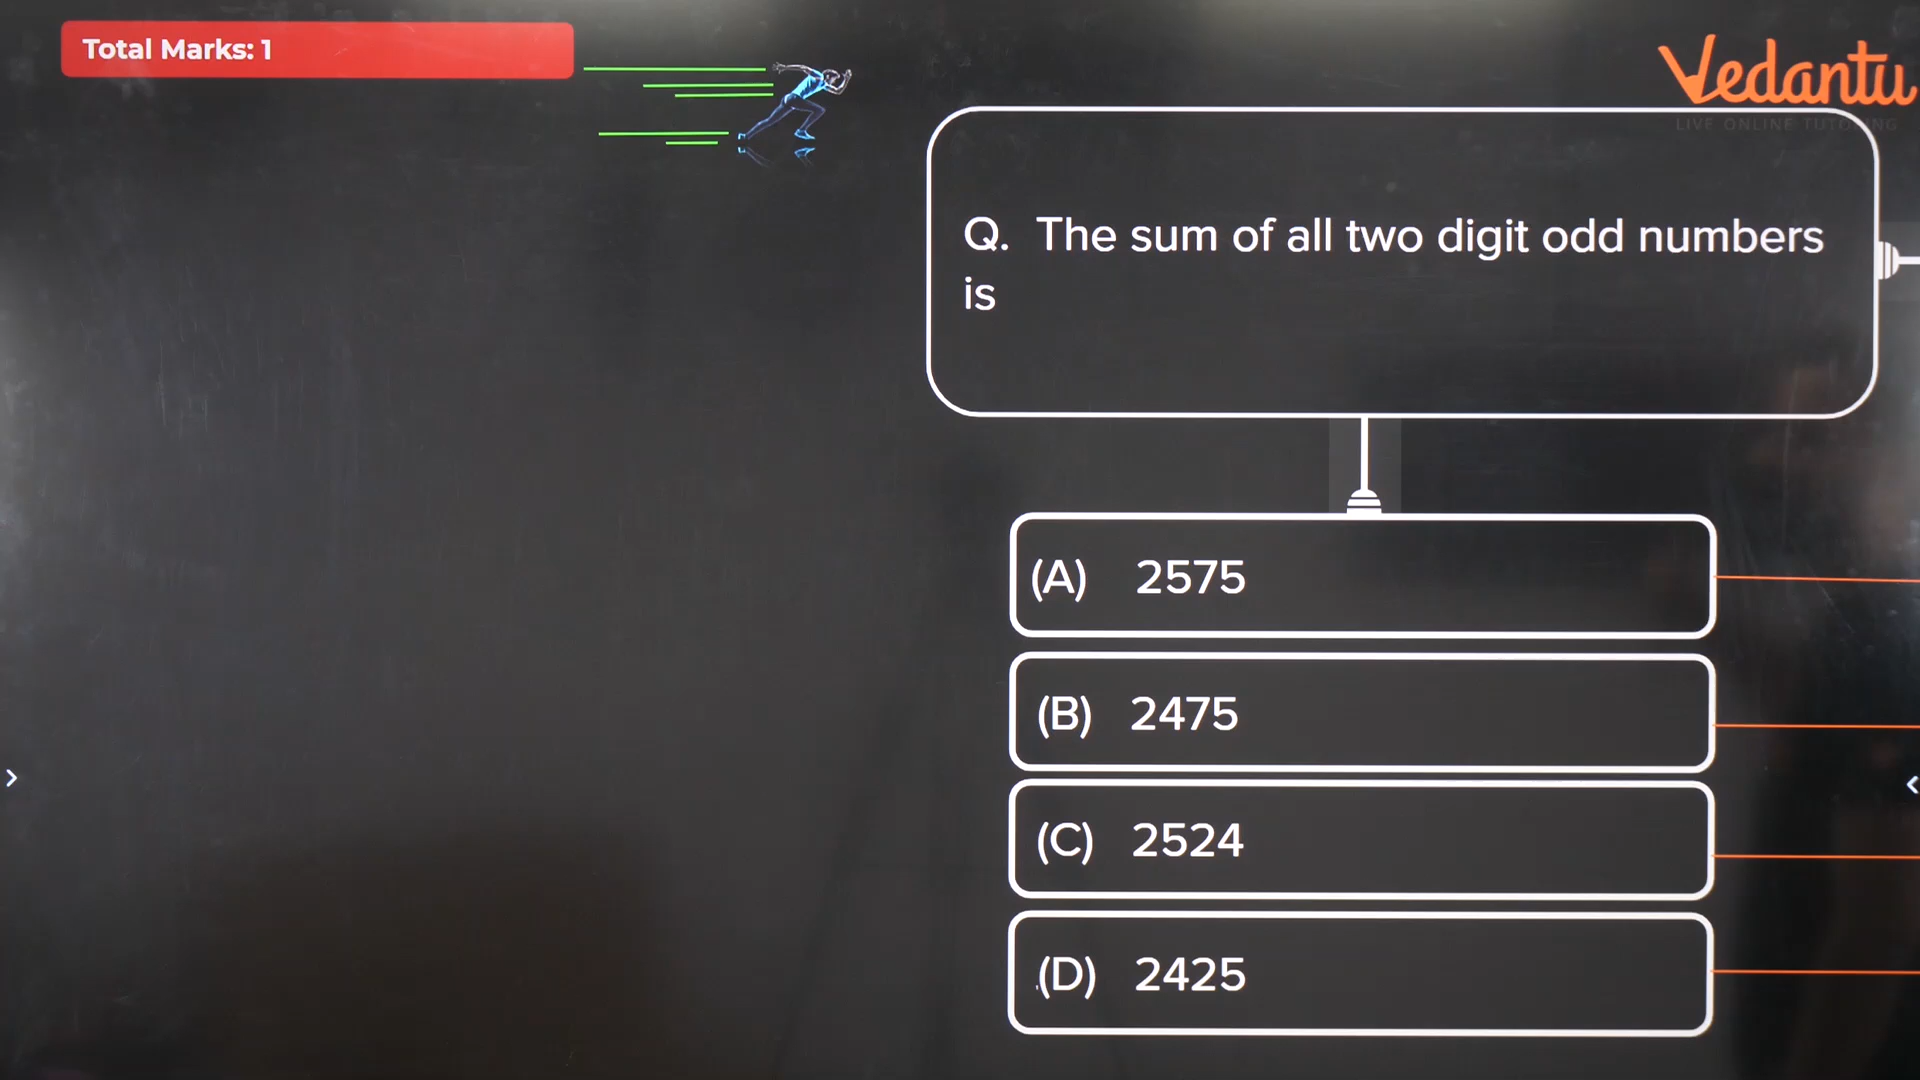 Total Marks: 1
Vedantu
LIVE ONLINE TUTORING
Q. The sum of all two digit odd numbers
is
(A) 2575
(B) 2475
(C) 2524
(D) 2425